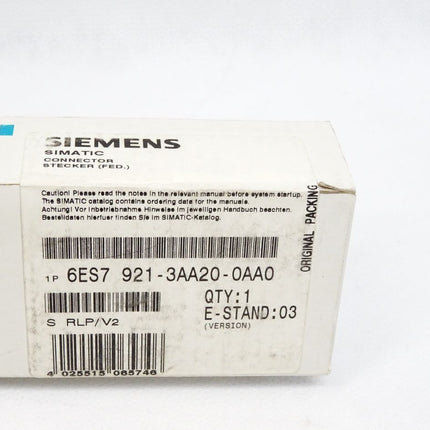 SIEMENS
SIMATIC
CONNECTOR
STECKER (FED.)
Caution! Please read the notes in the relevant manual before system startup.
The SIMATIC catalog contains ordering data for the manuals.
Achtung! Vor Inbetriebnahme Hinweise im jeweiligen Handbuch beachten.
Bestelldaten hierfuer finden Sie im SIMATIC-Katalog.
ORIGINAL PACKING
1P 6ES7 921-3AA20-0AA0
QTY:1
S RLP/V2
E-STAND:03
(VERSION)
4 025515 065746